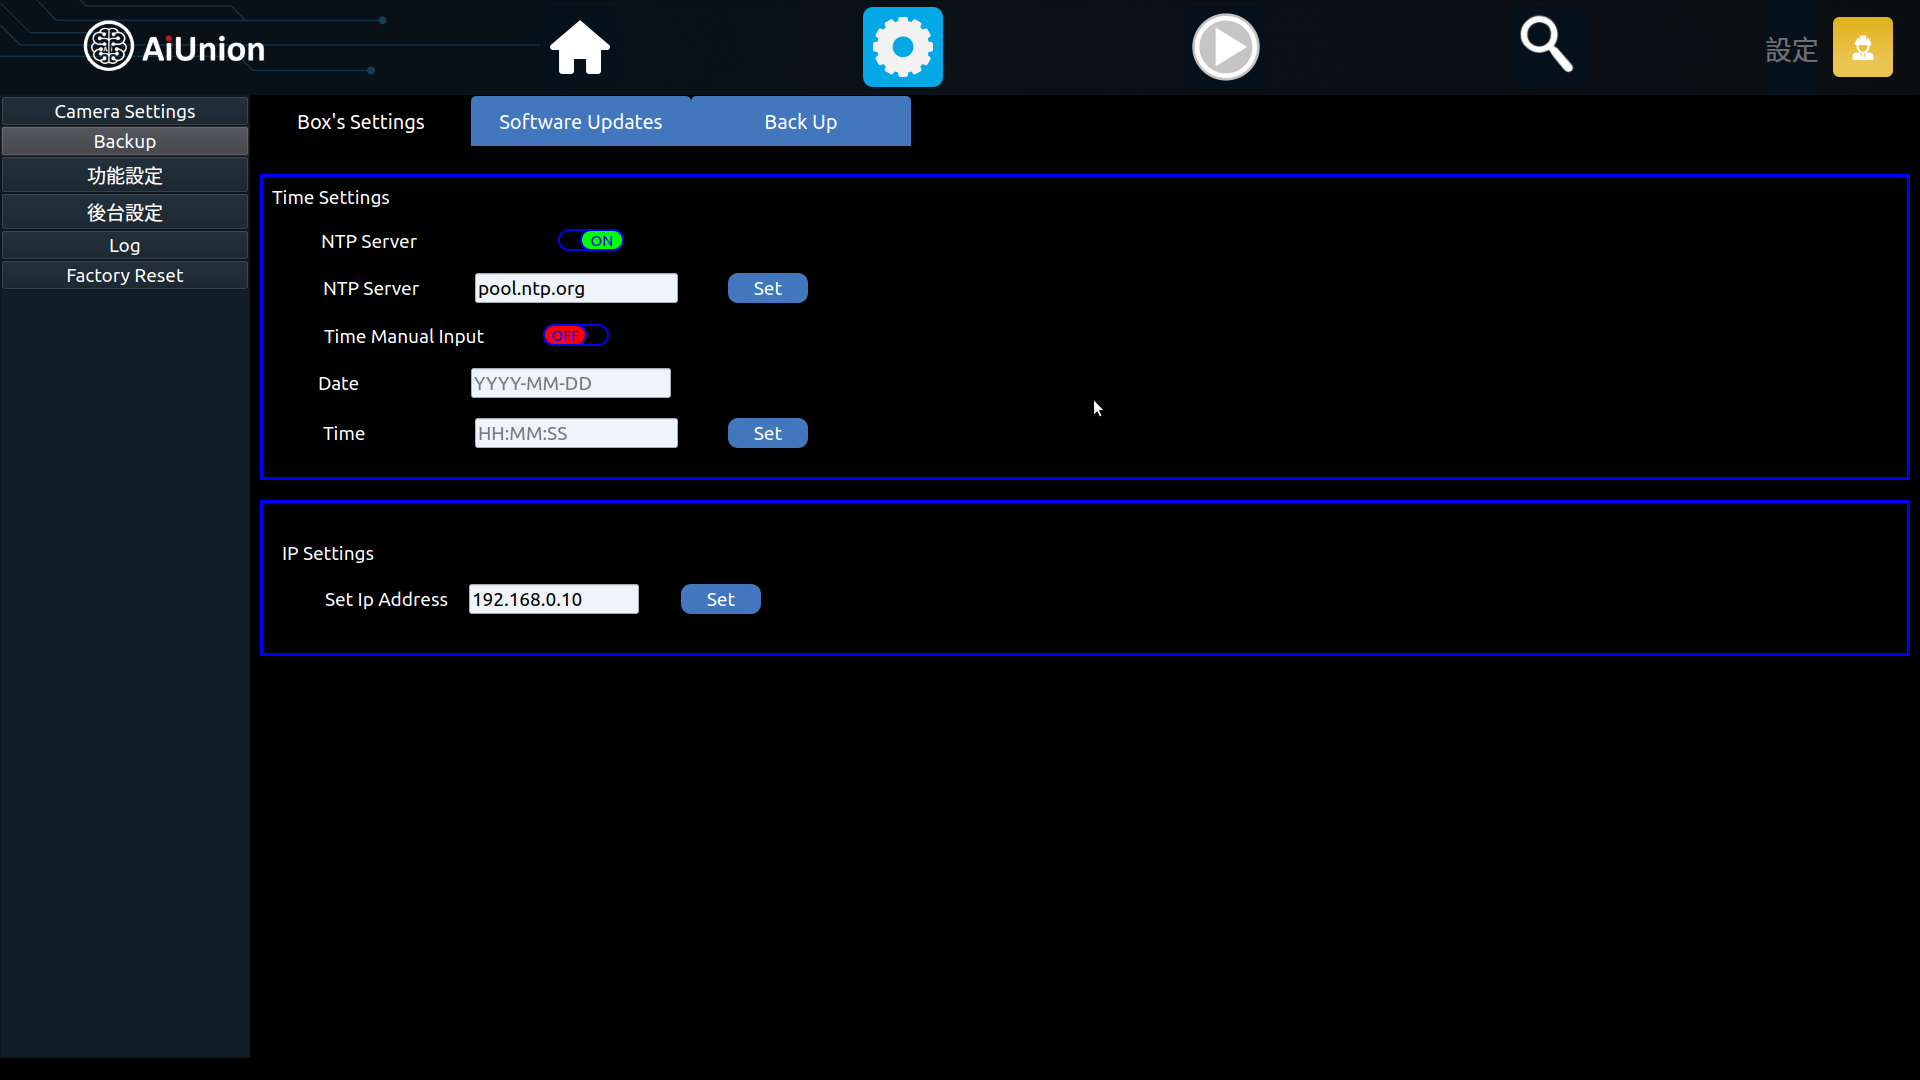 AiUnion
設定
Camera Settings
Backup
功能設定
後台設定
Log
Factory Reset
Box's Settings
Software Updates
Back Up
Time Settings
NTP Server
ON
NTP Server
pool.ntp.org
Set
Time Manual Input
OFF
Date
YYYY-MM-DD
Time
HH:MM:SS
Set
IP Settings
Set Ip Address
192.168.0.10
Set